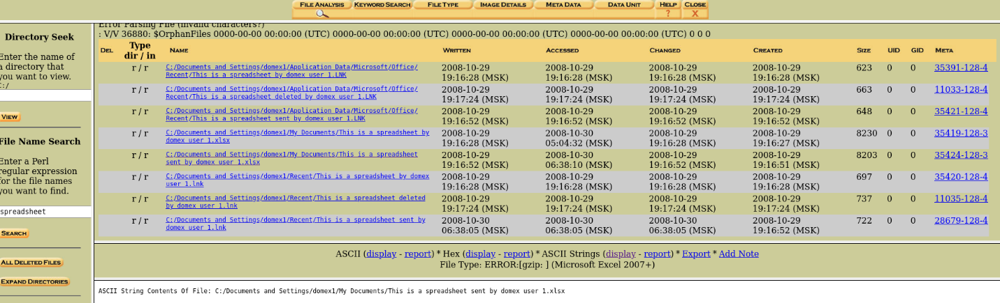 FILE ANALYSIS KEYWORD SEARCH FILE TYPE IMAGE DETAILS META DATA DATA UNIT HELP CLOSE
? X
Directory Seek
Enter the name of
a directory that
you want to view.
C:/
VIEW
File Name Search
Enter a Perl
regular expression
for the file names
you want to find.
spreadsheet
SEARCH
ALL DELETED FILES
EXPAND DIRECTORIES
Error Parsing File (invalid characters?)
: V/V 36880: $OrphanFiles 0000-00-00 00:00:00 (UTC) 0000-00-00 00:00:00 (UTC) 0000-00-00 00:00:00 (UTC) 0000-00-00 00:00:00 (UTC) 0 0 0
DEL Type dir / in NAME WRITTEN ACCESSED CHANGED CREATED SIZE UID GID META
r / r C:/Documents and Settings/domex1/Application Data/Microsoft/Office/ 2008-10-29 2008-10-29 2008-10-29 2008-10-29 623 0 0 35391-128-4
Recent/This is a spreadsheet by domex user 1.LNK 19:16:28 (MSK) 19:16:28 (MSK) 19:16:28 (MSK) 19:16:28 (MSK)
r / r C:/Documents and Settings/domex1/Application Data/Microsoft/Office/ 2008-10-29 2008-10-29 2008-10-29 2008-10-29 663 0 0 11033-128-4
Recent/This is a spreadsheet deleted by domex user 1.LNK 19:17:24 (MSK) 19:17:24 (MSK) 19:17:24 (MSK) 19:17:24 (MSK)
r / r C:/Documents and Settings/domex1/Application Data/Microsoft/Office/ 2008-10-29 2008-10-29 2008-10-29 2008-10-29 648 0 0 35421-128-4
Recent/This is a spreadsheet sent by domex user 1.LNK 19:16:52 (MSK) 19:16:52 (MSK) 19:16:52 (MSK) 19:16:52 (MSK)
r / r C:/Documents and Settings/domex1/My Documents/This is a spreadsheet by 2008-10-29 2008-10-30 2008-10-29 2008-10-29 8230 0 0 35419-128-3
domex user 1.xlsx 19:16:28 (MSK) 05:04:32 (MSK) 19:16:28 (MSK) 19:16:27 (MSK)
r / r C:/Documents and Settings/domex1/My Documents/This is a spreadsheet 2008-10-29 2008-10-30 2008-10-29 2008-10-29 8203 0 0 35424-128-3
sent by domex user 1.xlsx 19:16:52 (MSK) 06:38:10 (MSK) 19:16:52 (MSK) 19:16:51 (MSK)
r / r C:/Documents and Settings/domex1/Recent/This is a spreadsheet by domex 2008-10-29 2008-10-29 2008-10-29 2008-10-29 697 0 0 35420-128-4
user 1.lnk 19:16:28 (MSK) 19:16:28 (MSK) 19:16:28 (MSK) 19:16:28 (MSK)
r / r C:/Documents and Settings/domex1/Recent/This is a spreadsheet deleted 2008-10-29 2008-10-29 2008-10-29 2008-10-29 737 0 0 11035-128-4
by domex user 1.lnk 19:17:24 (MSK) 19:17:24 (MSK) 19:17:24 (MSK) 19:17:24 (MSK)
r / r C:/Documents and Settings/domex1/Recent/This is a spreadsheet sent by 2008-10-30 2008-10-30 2008-10-30 2008-10-29 722 0 0 28679-128-4
domex user 1.lnk 06:38:05 (MSK) 06:38:05 (MSK) 06:38:05 (MSK) 19:16:52 (MSK)
ASCII (display - report) * Hex (display - report) * ASCII Strings (display - report) * Export * Add Note
File Type: ERROR:[gzip: ] (Microsoft Excel 2007+)
ASCII String Contents Of File: C:/Documents and Settings/domex1/My Documents/This is a spreadsheet sent by domex user 1.xlsx